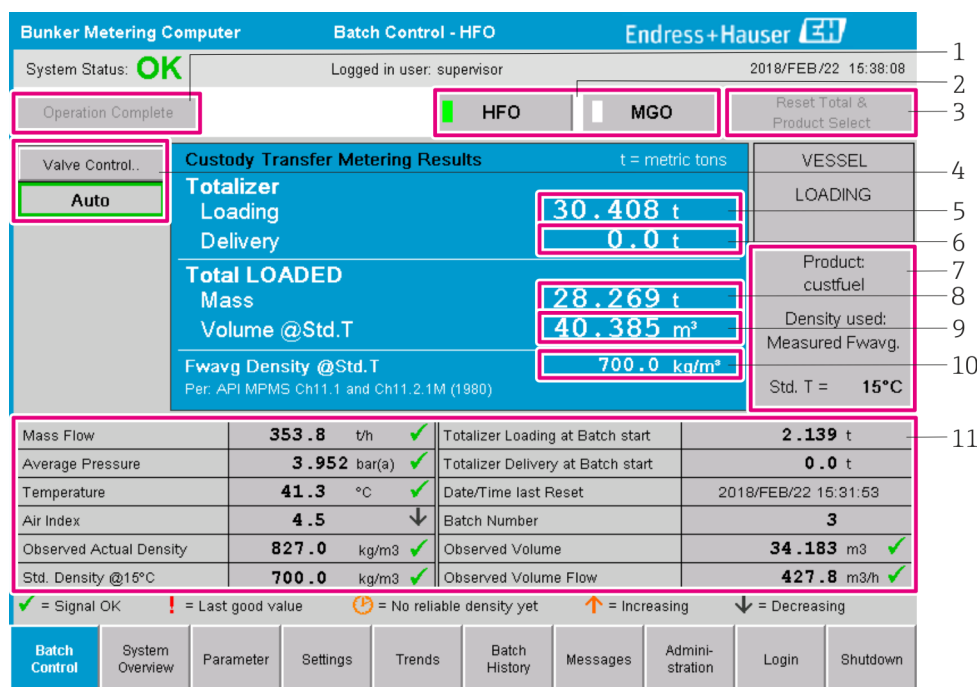 Bunker Metering Computer Batch Control - HFO Endress+Hauser EH
System Status: OK Logged in user: supervisor 2018/FEB/22 15:38:08
1
2
Operation Complete HFO MGO Reset Total &
Product Select
3
Valve Control..
Auto
4
Custody Transfer Metering Results t = metric tons
Totalizer
Loading 30.408 t
5
Delivery 0.0 t
6
Total LOADED
Mass 28.269 t
8
Volume @Std.T 40.385 m³
9
Fwavg Density @Std.T 700.0 kg/m³
10
Per: API MPMS Ch11.1 and Ch11.2.1M (1980)
VESSEL
LOADING
Product:
custfuel
7
Density used:
Measured Fwavg.
Std. T = 15°C
Mass Flow 353.8 t/h ✓ Totalizer Loading at Batch start 2.139 t
11
Average Pressure 3.952 bar(a) ✓ Totalizer Delivery at Batch start 0.0 t
Temperature 41.3 °C ✓ Date/Time last Reset 2018/FEB/22 15:31:53
Air Index 4.5 ↓ Batch Number 3
Observed Actual Density 827.0 kg/m3 ✓ Observed Volume 34.183 m3 ✓
Std. Density @15°C 700.0 kg/m3 ✓ Observed Volume Flow 427.8 m3/h ✓
✓ = Signal OK ! = Last good value = No reliable density yet ↑ = Increasing ↓ = Decreasing
Batch
Control
System
Overview
Parameter
Settings
Trends
Batch
History
Messages
Admini-
stration
Login
Shutdown